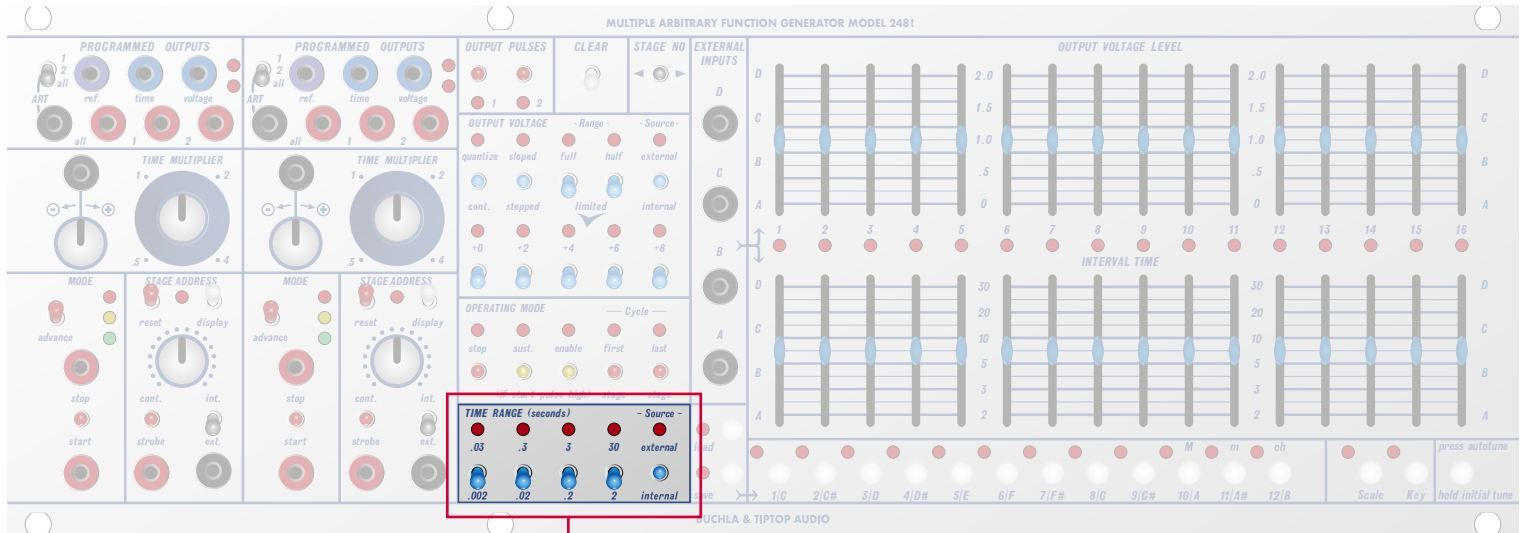 MULTIPLE ARBITRARY FUNCTION GENERATOR MODEL 248t
PROGRAMMED OUTPUTS
1
2
all
ART
ref. time voltage
all 1 2
TIME MULTIPLIER
1 2
.5 4
MODE
advance
stop
start
STAGE ADDRESS
reset display
cont. int.
strobe ext.
PROGRAMMED OUTPUTS
1
2
all
ART
ref. time voltage
all 1 2
TIME MULTIPLIER
1 2
.5 4
MODE
advance
stop
start
STAGE ADDRESS
reset display
cont. int.
strobe ext.
OUTPUT PULSES
1 2
CLEAR
STAGE NO
OUTPUT VOLTAGE - Range - - Source -
quantize sloped full half external
cont. stepped limited internal
+0 +2 +4 +6 +8
OPERATING MODE — Cycle —
stop sust. enable first last
(if start pulse high) stage stage
TIME RANGE (seconds) - Source -
.03 .3 3 30 external
.002 .02 .2 2 internal
EXTERNAL
INPUTS
D
C
B
A
load
save
OUTPUT VOLTAGE LEVEL
D 2.0 2.0 D
1.5 1.5
C C
1.0 1.0
B B
.5 .5
A 0 0 A
1 2 3 4 5 6 7 8 9 10 11 12 13 14 15 16
INTERVAL TIME
D 30 30 D
20 20
C C
10 10
5 5
B B
3 3
A 2 2 A
M m ch
1|C 2|C# 3|D 4|D# 5|E 6|F 7|F# 8|G 9|G# 10|A 11|A# 12|B
Scale Key
press autotune
hold initial tune
BUCHLA & TIPTOP AUDIO